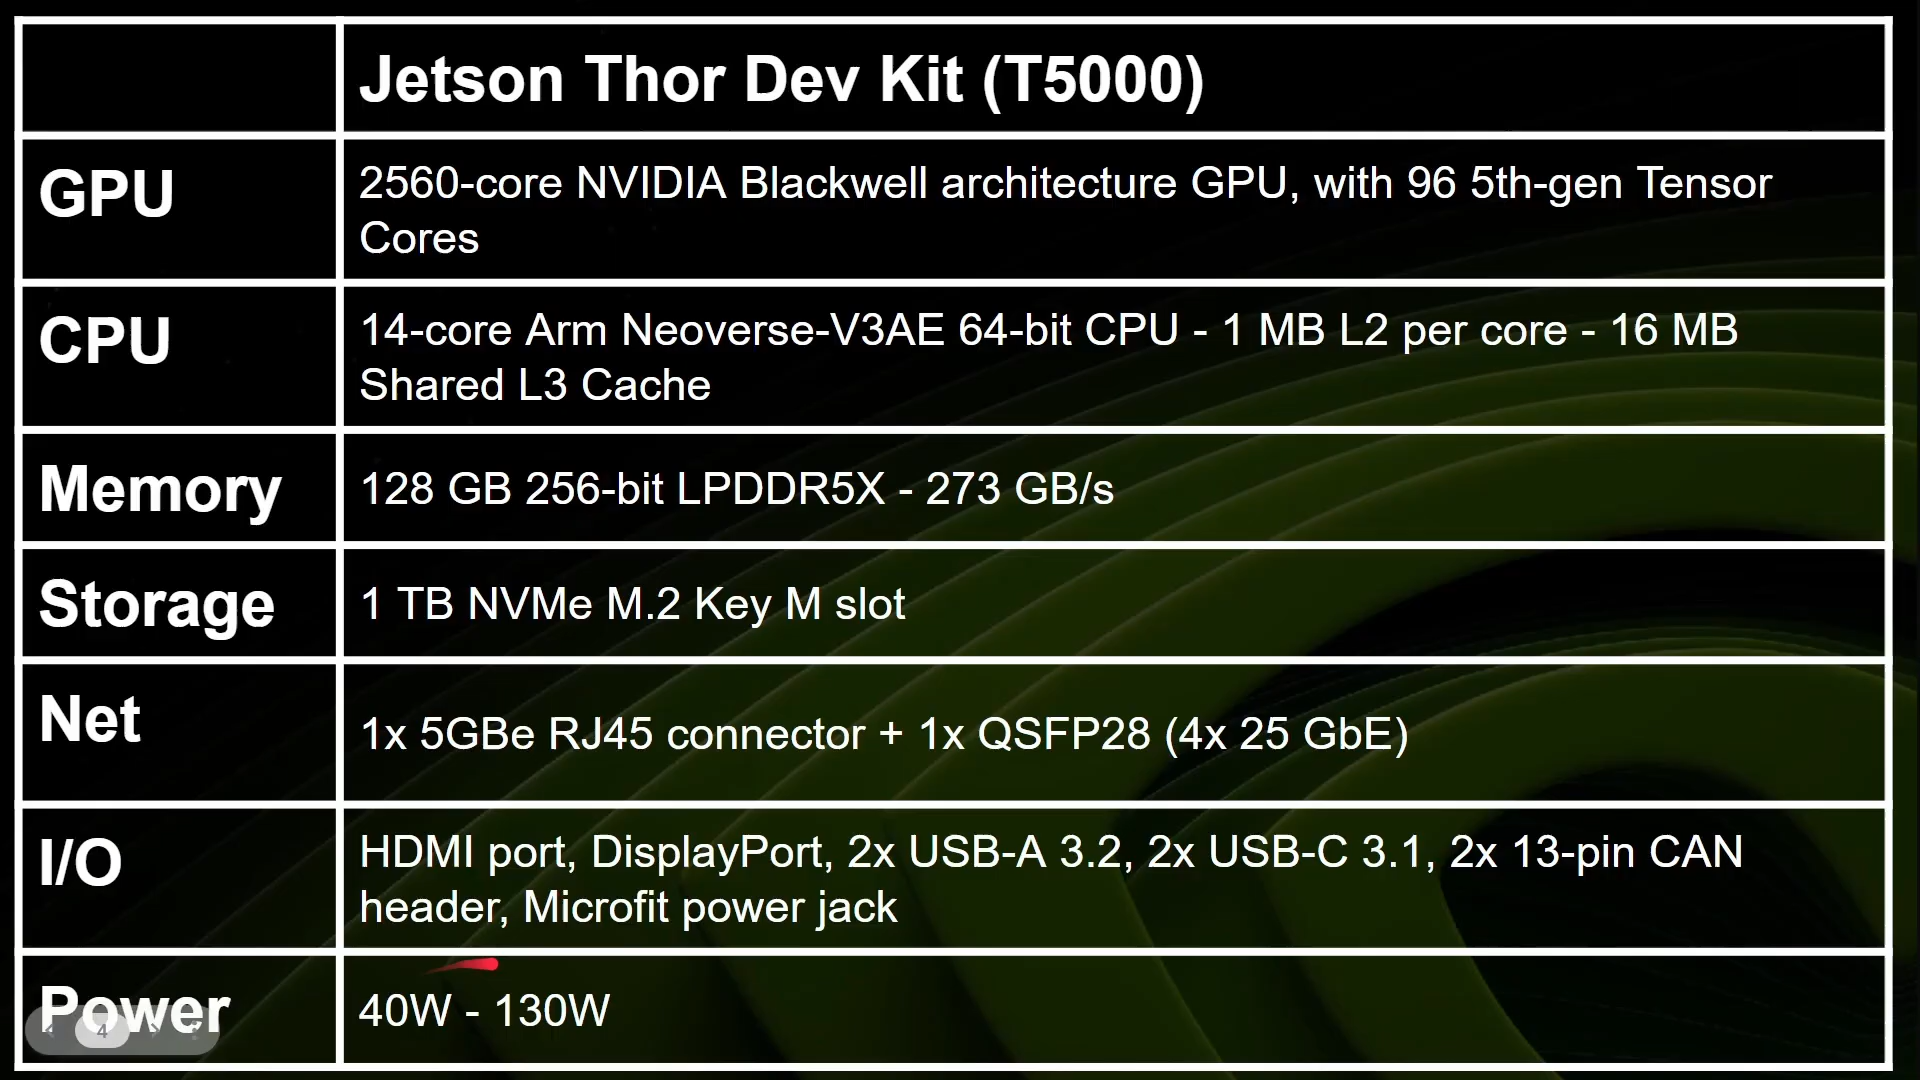 Jetson Thor Dev Kit (T5000)
GPU
2560-core NVIDIA Blackwell architecture GPU, with 96 5th-gen Tensor
Cores
CPU
14-core Arm Neoverse-V3AE 64-bit CPU - 1 MB L2 per core - 16 MB
Shared L3 Cache
Memory
128 GB 256-bit LPDDR5X - 273 GB/s
Storage
1 TB NVMe M.2 Key M slot
Net
1x 5GBe RJ45 connector + 1x QSFP28 (4x 25 GbE)
I/O
HDMI port, DisplayPort, 2x USB-A 3.2, 2x USB-C 3.1, 2x 13-pin CAN
header, Microfit power jack
Power
40W - 130W
4